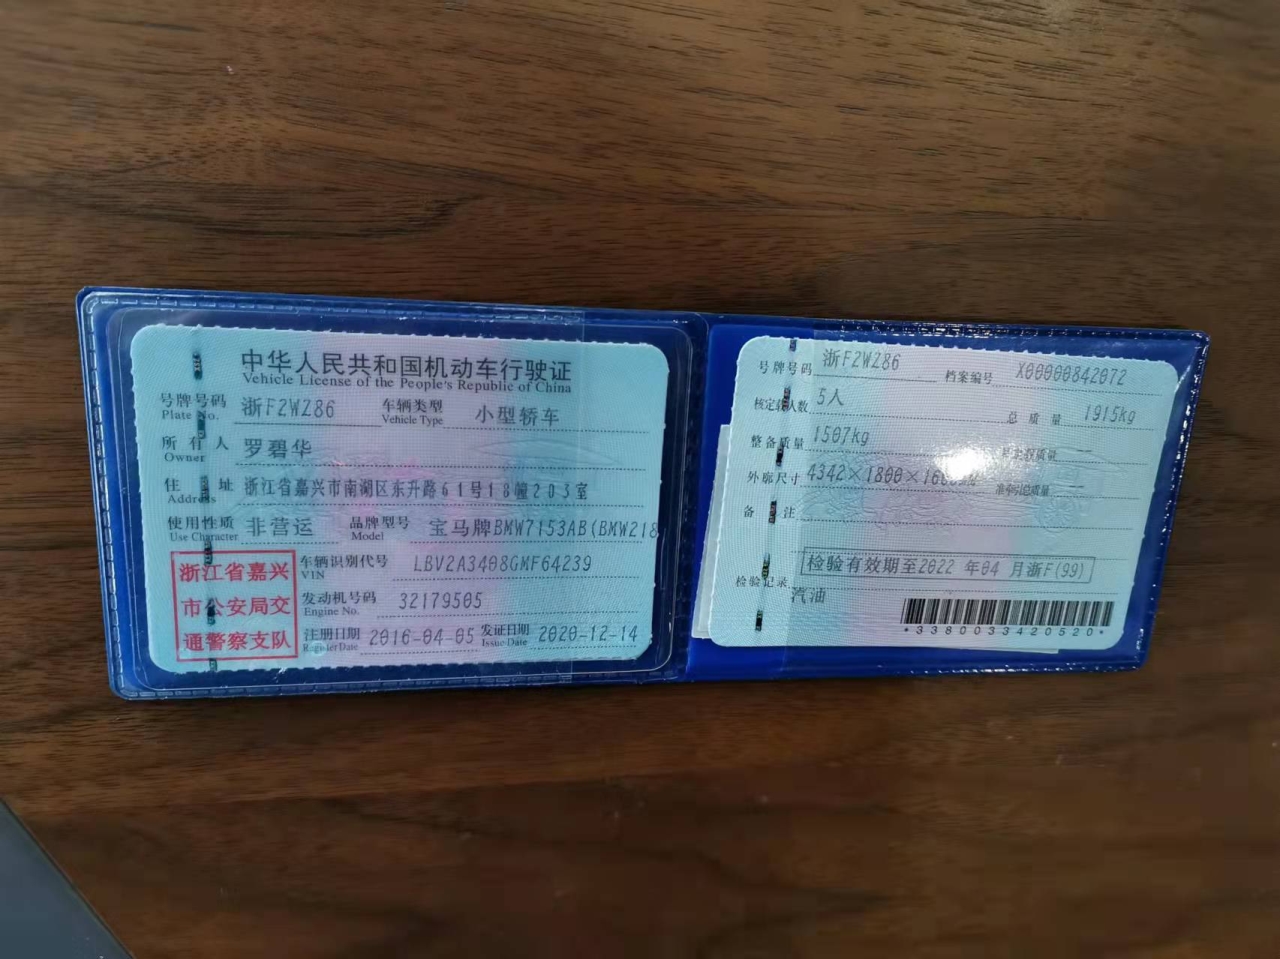 中华人民共和国机动车行驶证
Vehicle License of the People's Republic of China
号牌号码 浙F2WZ86 车辆类型 小型轿车
Plate No. Vehicle Type
所有人 罗碧华
Owner
住址 浙江省嘉兴市南湖区东升路61号18幢203室
Address
使用性质 非营运 品牌型号 宝马牌BMW7153AB(BMW218
Use Character Model
浙江省嘉兴
市公安局交
通警察支队
车辆识别代号 LBV2A3408GMF64239
VIN
发动机号码 32179505
Engine No.
注册日期 2016-04-05 发证日期 2020-12-14
Register Date Issue Date
号牌号码 浙F2WZ86 档案编号 X00000842072
核定载人数 5人 总质量 1915kg
整备质量 1507kg 核定载质量 —
外廓尺寸 4342×1800× 准牵引总质量 —
备注
检验有效期至2022 年04 月浙F(99)
检验记录
汽油
*3380033420520*